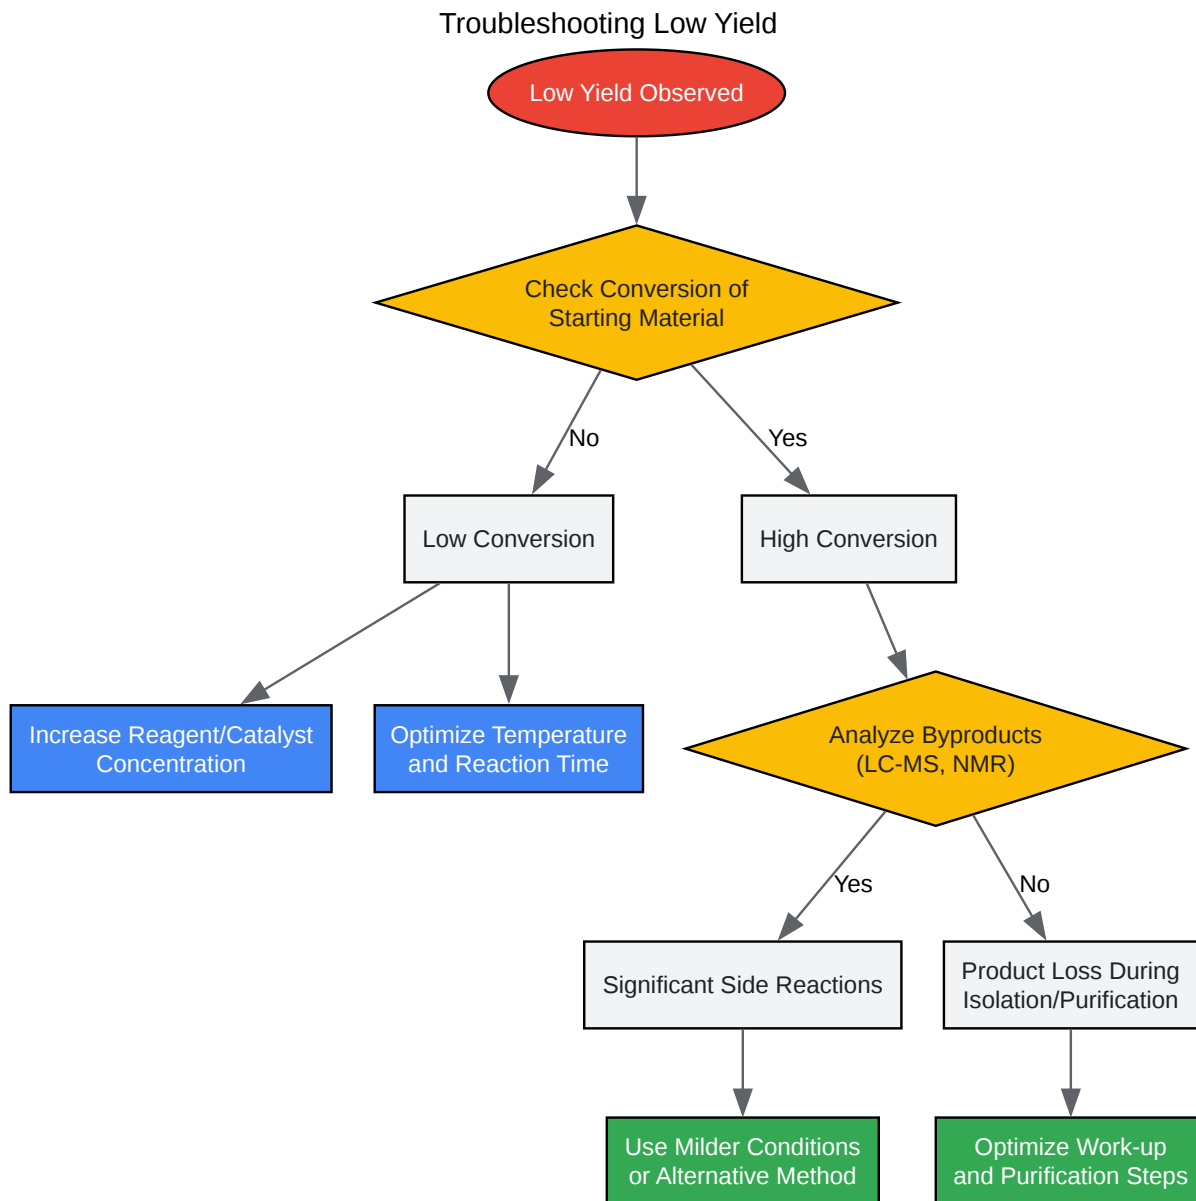 Troubleshooting Low Yield
Low Yield Observed
Check Conversion of
Starting Material
No
Yes
Low Conversion
High Conversion
Increase Reagent/Catalyst
Concentration
Optimize Temperature
and Reaction Time
Analyze Byproducts
(LC-MS, NMR)
Yes
No
Significant Side Reactions
Product Loss During
Isolation/Purification
Use Milder Conditions
or Alternative Method
Optimize Work-up
and Purification Steps